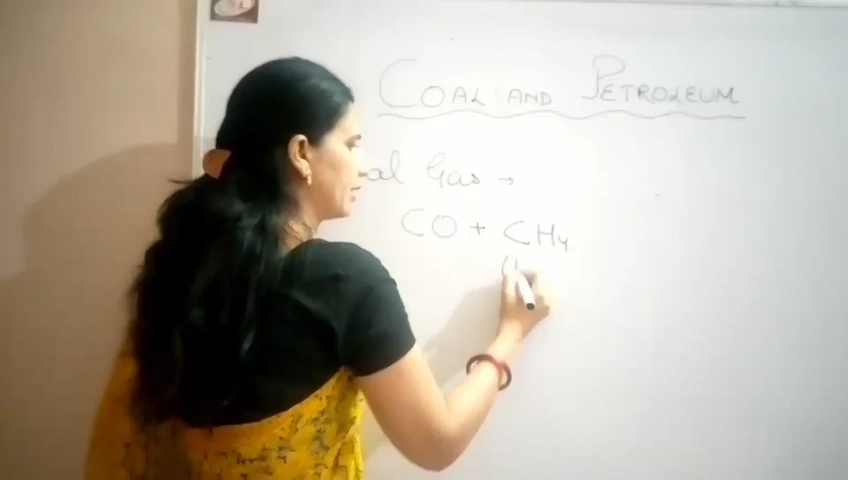 COAL AND PETROLEUM
al Gas →
CO + CH4
(